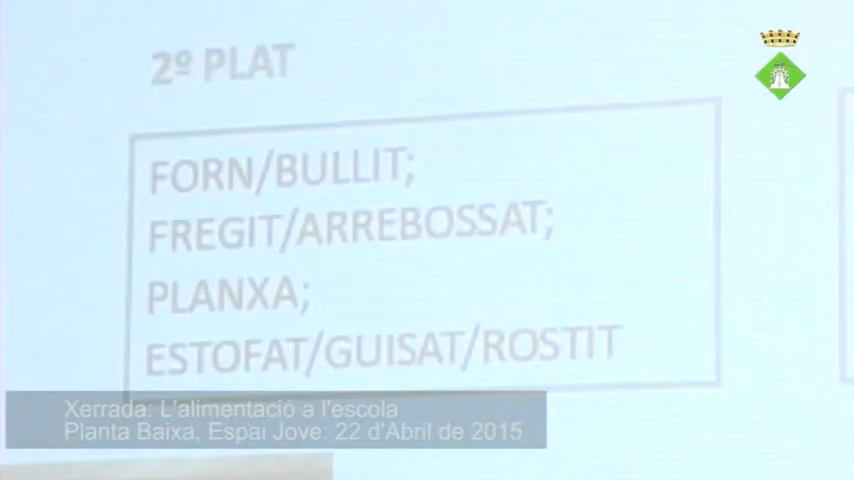 2º PLAT
FORN/BULLIT;
FREGIT/ARREBOSSAT;
PLANXA;
ESTOFAT/GUISAT/ROSTIT
Xerrada: L'alimentació a l'escola
Planta Baixa, Espai Jove: 22 d'Abril de 2015